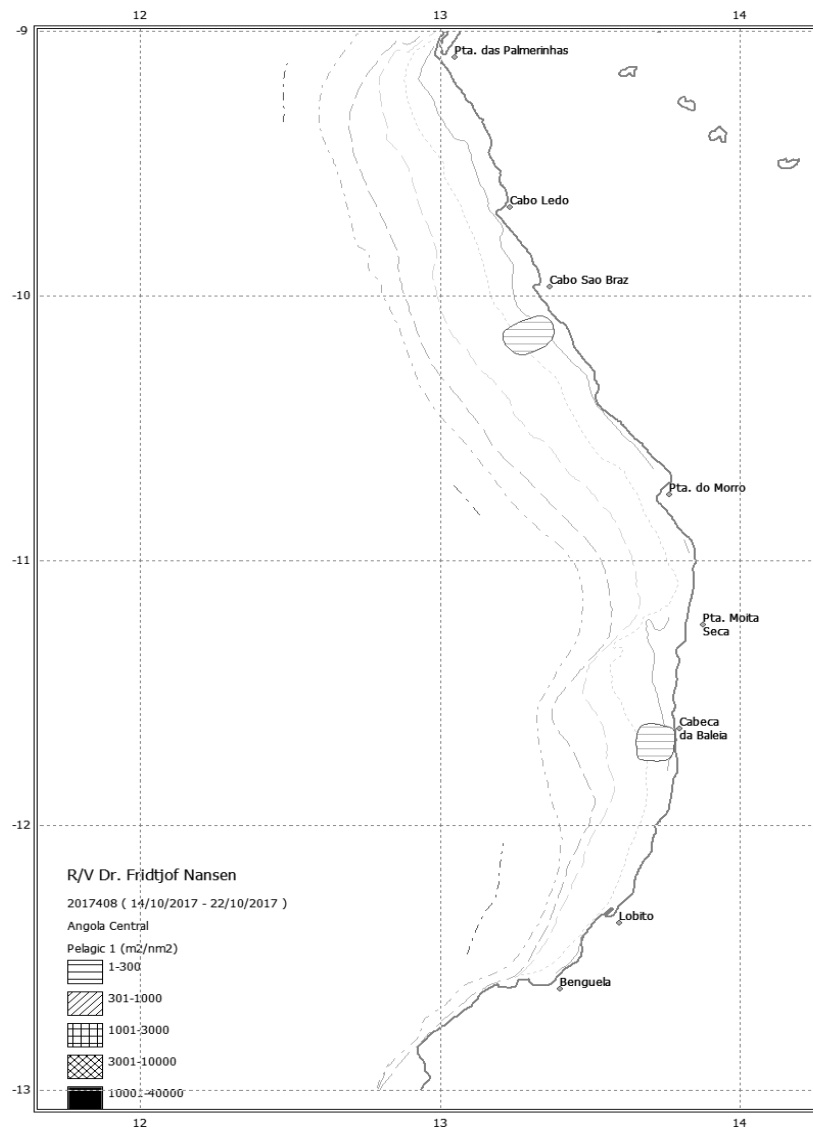 12 13 14
-9
Pta. das Palmerinhas
Cabo Ledo
Cabo Sao Braz
-10
Pta. do Morro
-11
Pta. Moita
Seca
Cabeca
da Baleia
-12
R/V Dr. Fridtjof Nansen
2017408 ( 14/10/2017 - 22/10/2017 )
Angola Central
Pelagic 1 (m2/nm2)
1-300
301-1000
1001-3000
3001-10000
10001-40000
Lobito
Benguela
-13
12 13 14